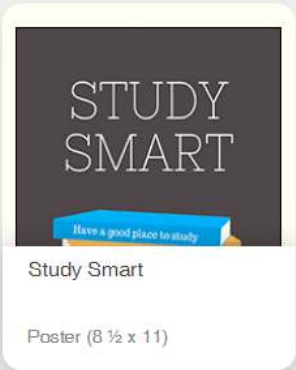 STUDY
SMART
Have a good place to study
Study Smart
Poster (8 ½ x 11)